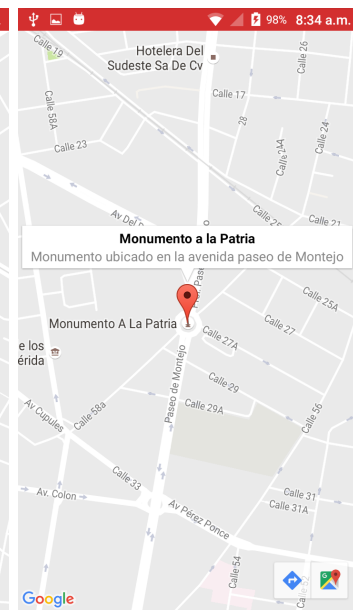 98% 8:34 a.m.
Calle 19
Hotelera Del
Sudeste Sa De Cv
Calle 26
Calle 58A
Calle 17
28
Calle 24
Calle 23
Calle
Av Del
Calle
Calle 21
Monumento a la Patria
Monumento ubicado en la avenida paseo de Montejo
Calle 25A
Monumento A La Patria
Calle 27
Calle 27A
e los
érida
Paseo de Montejo
Calle 29
Calle 29A
Av Cupules
Calle 58a
Calle 56
Calle 33
Av. Colon
Calle 31
Calle 31A
Av Pérez Ponce
Calle 54
Google